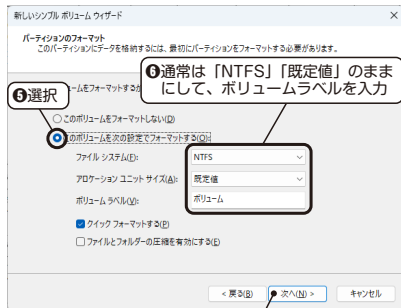 新しいシンプル ボリューム ウィザード
パーティションのフォーマット
このパーティションにデータを格納するには、最初にパーティションをフォーマットする必要があります。
❻通常は「NTFS」「既定値」のまま
にして、ボリュームラベルを入力
❺選択
ームをフォーマットするか
このボリュームをフォーマットしない(D)
このボリュームを次の設定でフォーマットする(O):
ファイル システム(F): NTFS
アロケーション ユニット サイズ(A): 既定値
ボリューム ラベル(V): ボリューム
クイック フォーマットする(P)
ファイルとフォルダーの圧縮を有効にする(E)
< 戻る(B) 次へ(N) > キャンセル